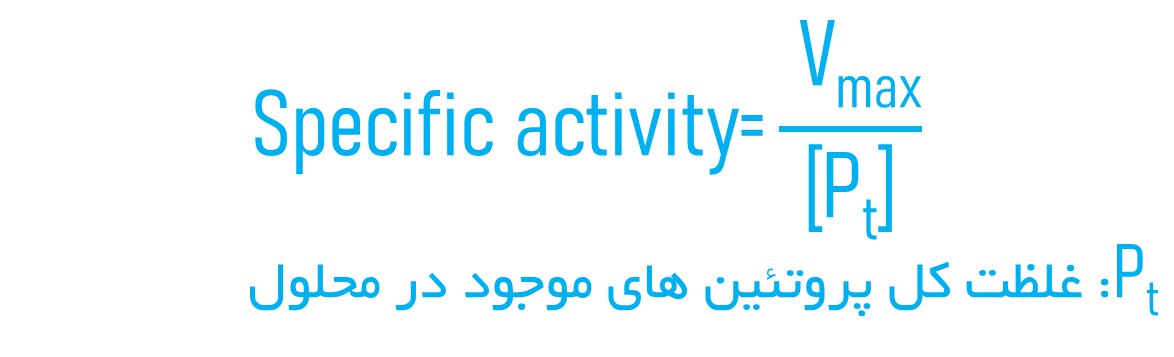 Specific activity= Vmax / [Pt]
Pt: غلظت کل پروتئین های موجود در محلول